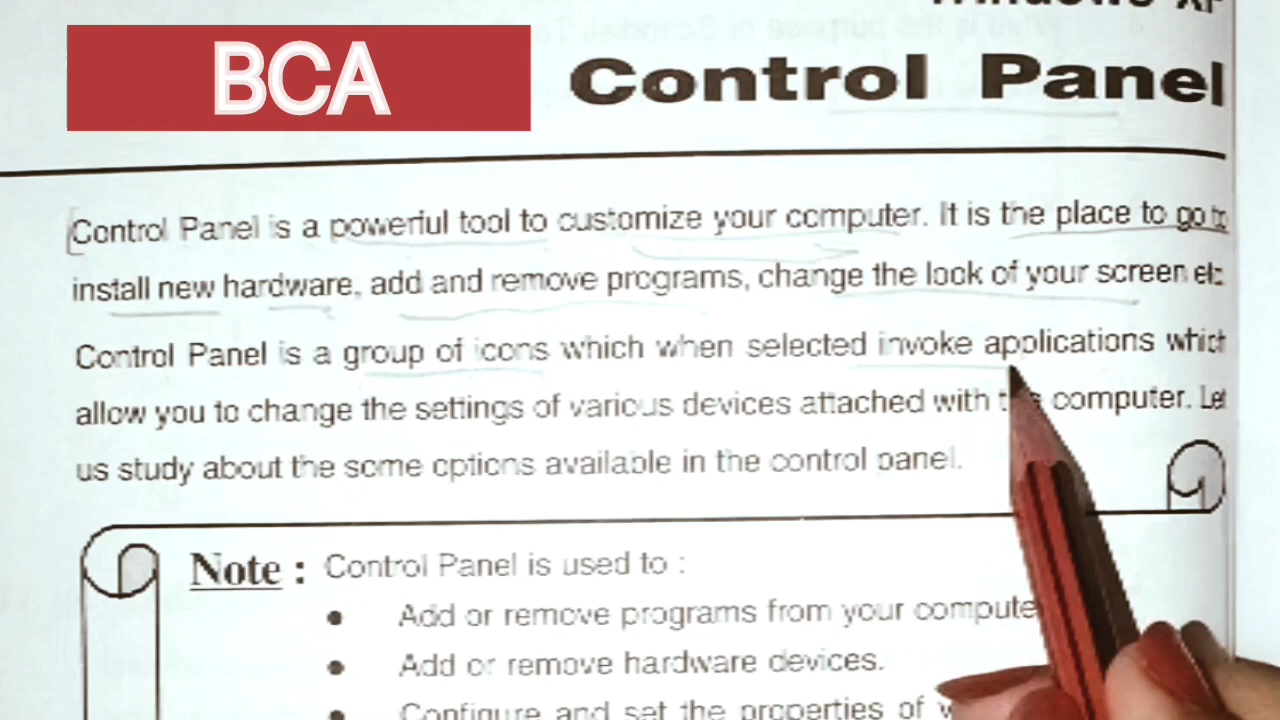 Windows XP
BCA
Control Panel
Control Panel is a powerful tool to customize your computer. It is the place to go to
install new hardware, add and remove programs, change the look of your screen etc
Control Panel is a group of icons which when selected invoke applications which
allow you to change the settings of various devices attached with the computer. Let
us study about the some options available in the control panel.
Note : Control Panel is used to :
• Add or remove programs from your compute
• Add or remove hardware devices.
• Configure and set the properties of